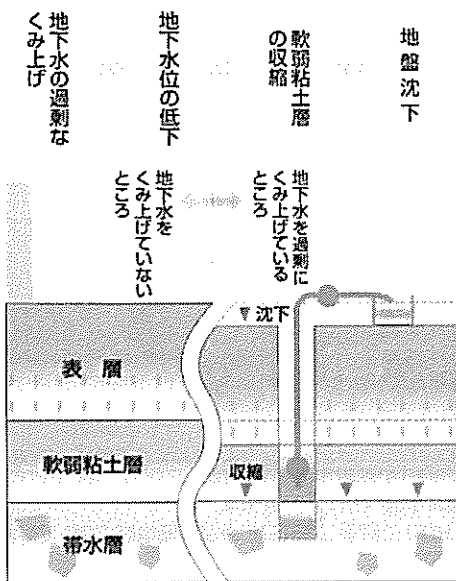 地下水の過剰な
くみ上げ
地下水位の低下
軟弱粘土層
の収縮
地盤沈下
地下水を
くみ上げていない
ところ
地下水を過剰に
くみ上げている
ところ
沈下
表層
軟弱粘土層
収縮
帯水層